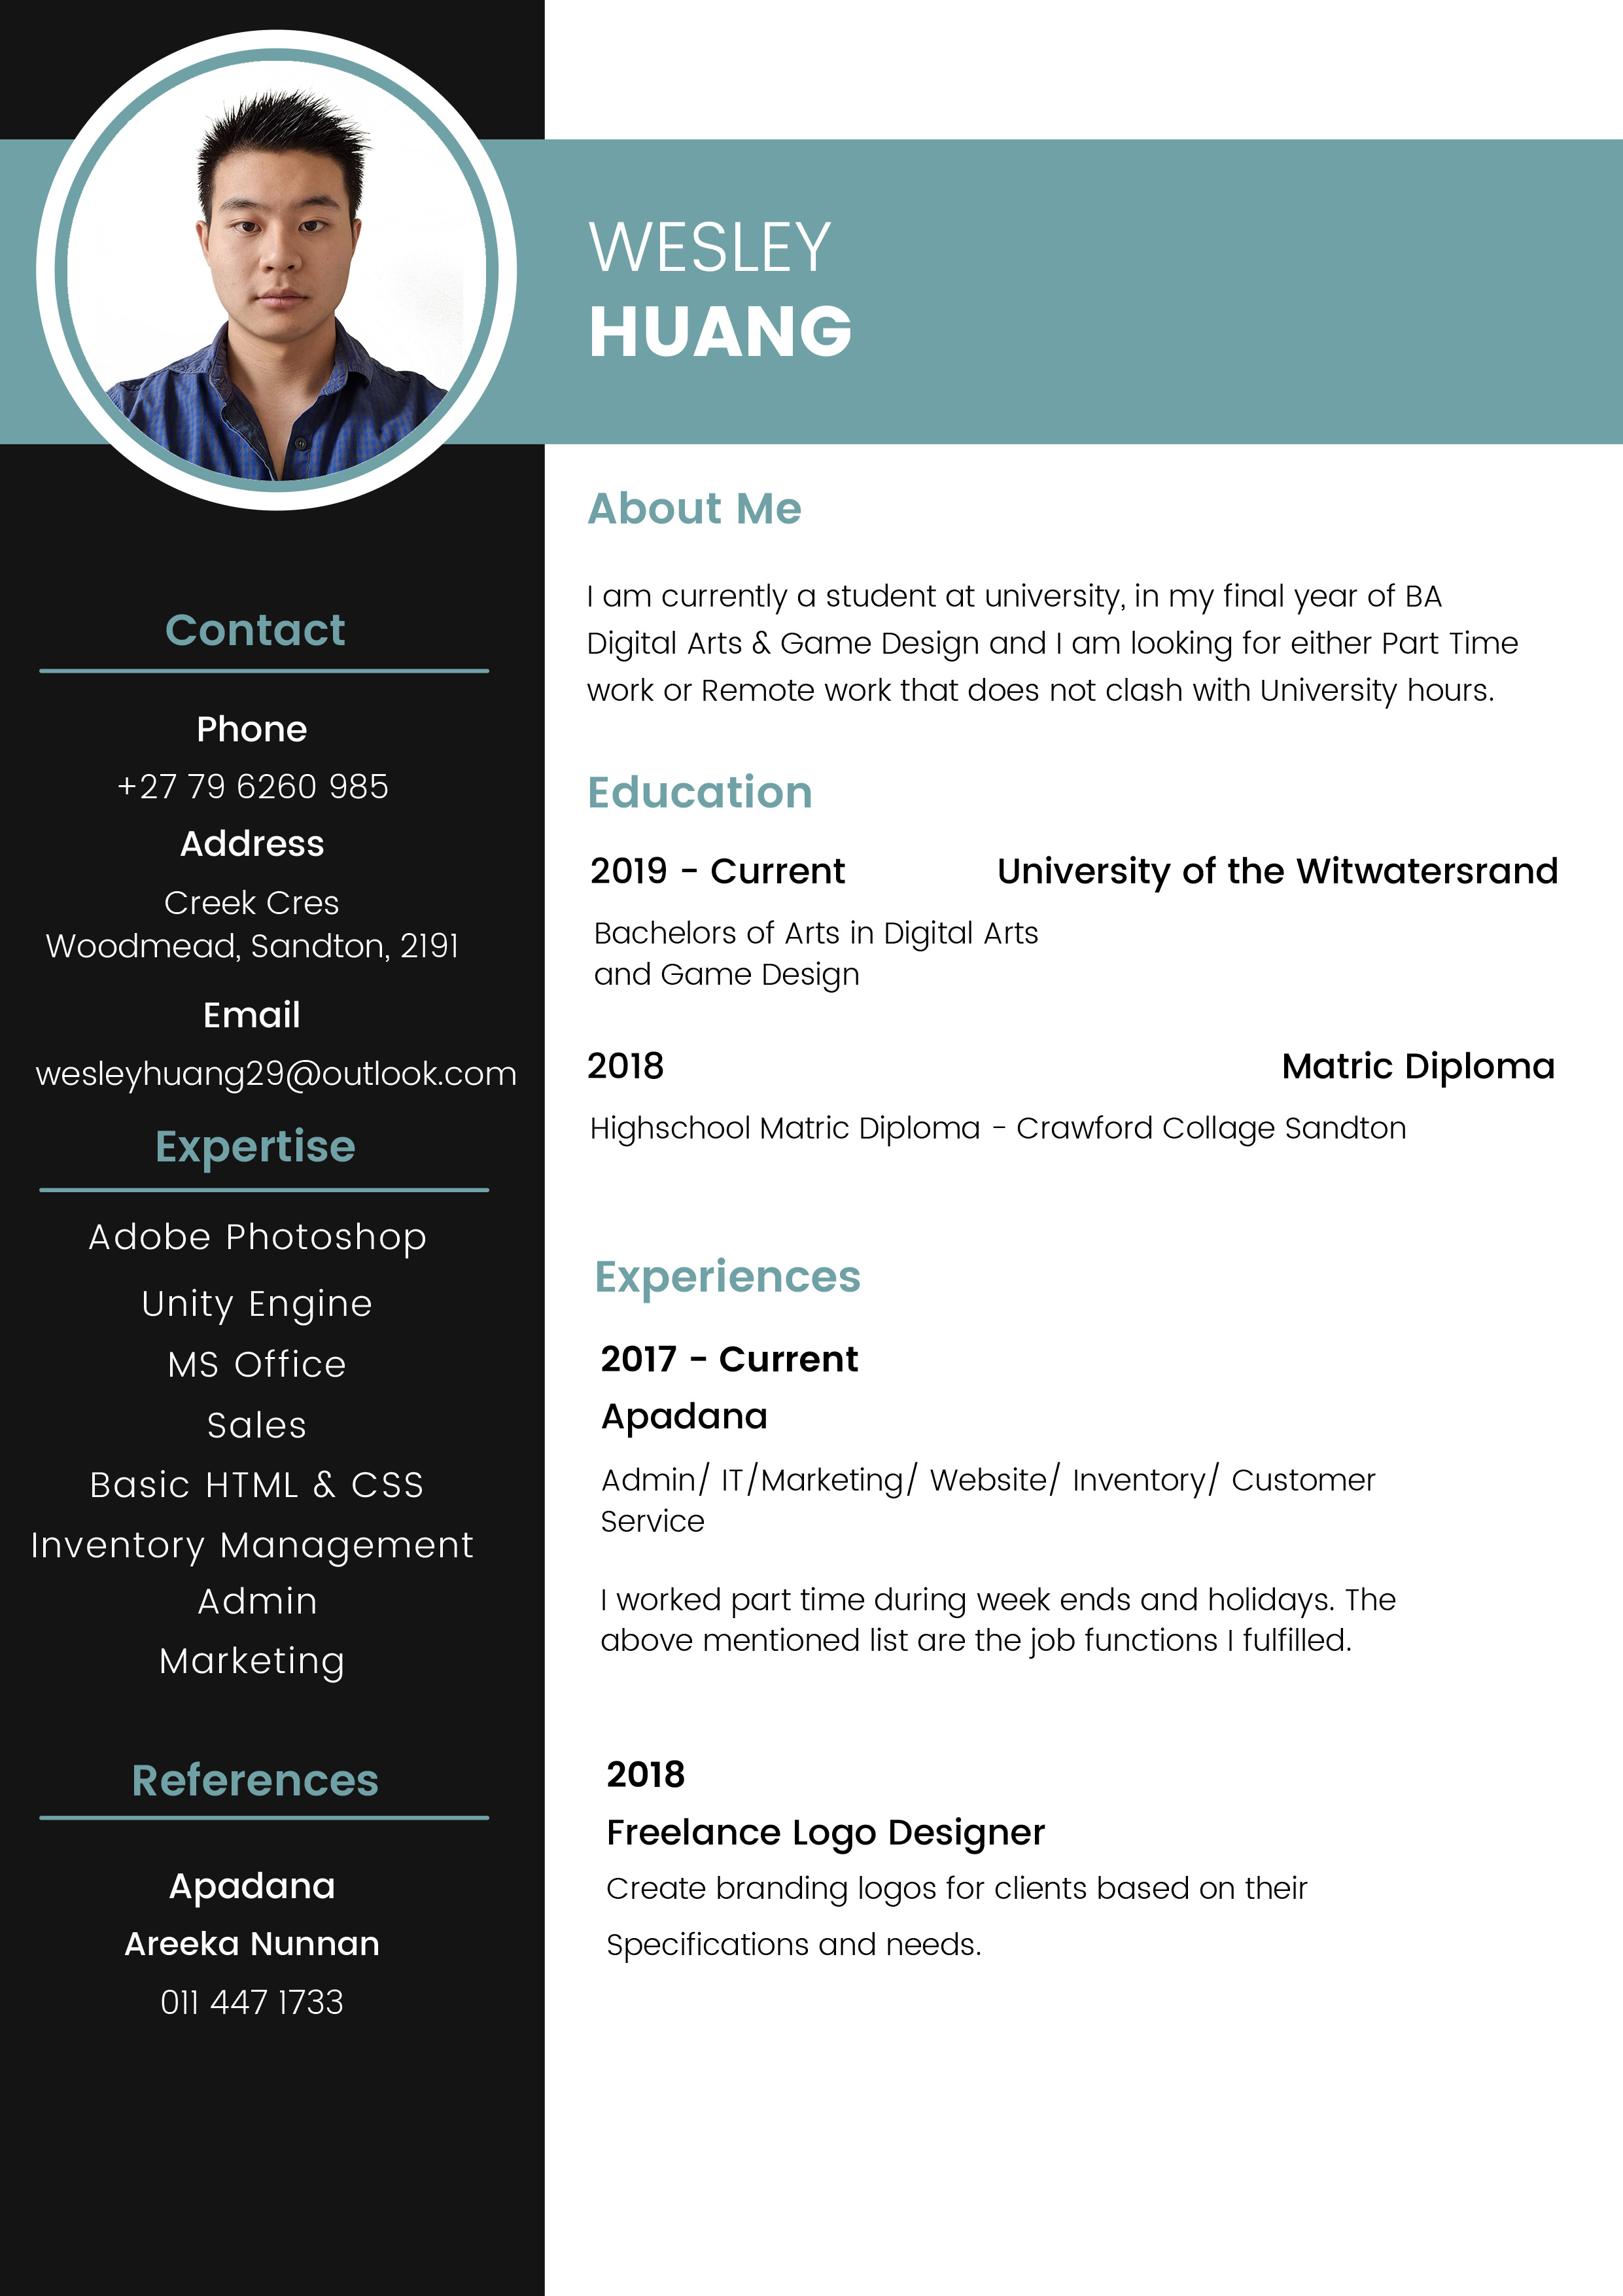 WESLEY
HUANG
Contact
Phone
+27 79 6260 985
Address
Creek Cres
Woodmead, Sandton, 2191
Email
wesleyhuang29@outlook.com
Expertise
Adobe Photoshop
Unity Engine
MS Office
Sales
Basic HTML & CSS
Inventory Management
Admin
Marketing
References
Apadana
Areeka Nunnan
011 447 1733
About Me
I am currently a student at university, in my final year of BA
Digital Arts & Game Design and I am looking for either Part Time
work or Remote work that does not clash with University hours.
Education
2019 - Current University of the Witwatersrand
Bachelors of Arts in Digital Arts
and Game Design
2018 Matric Diploma
Highschool Matric Diploma - Crawford Collage Sandton
Experiences
2017 - Current
Apadana
Admin/ IT/Marketing/ Website/ Inventory/ Customer
Service
I worked part time during week ends and holidays. The
above mentioned list are the job functions I fulfilled.
2018
Freelance Logo Designer
Create branding logos for clients based on their
Specifications and needs.